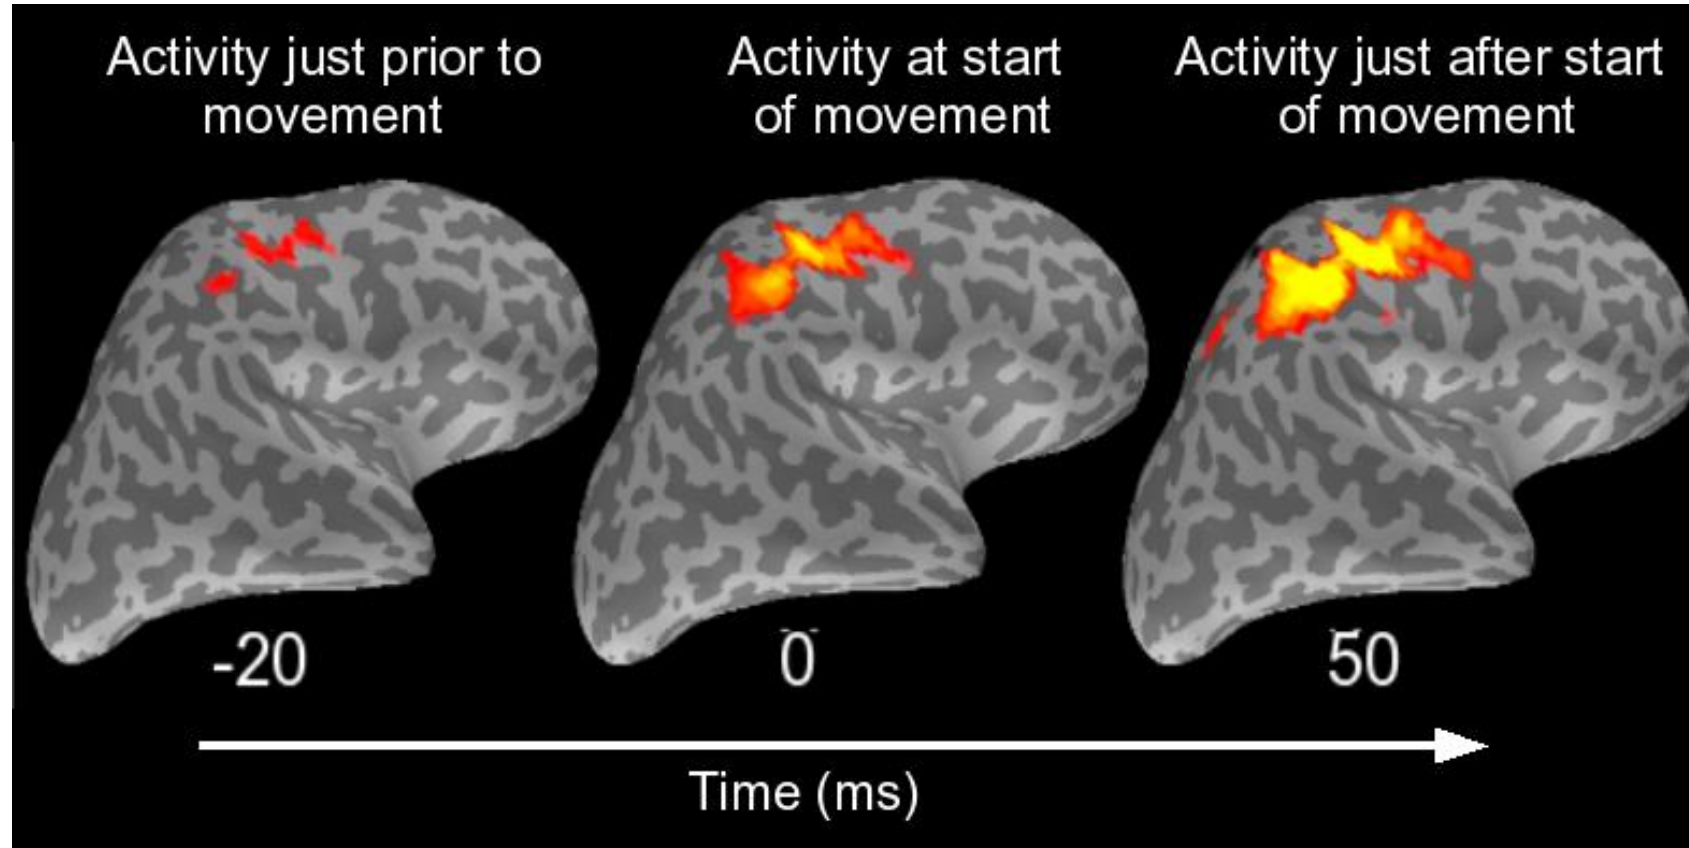 Activity just prior to
movement
Activity at start
of movement
Activity just after start
of movement
-20
0
50
Time (ms)